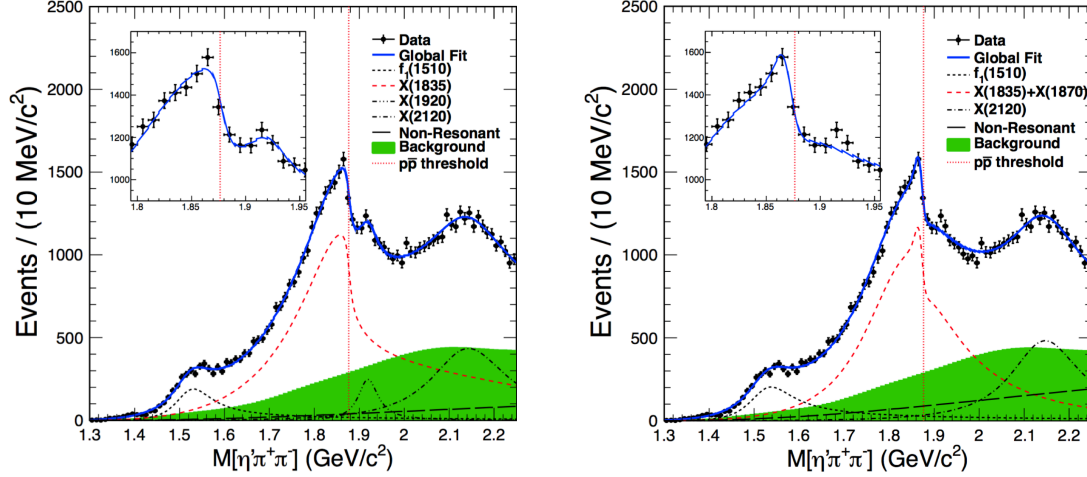 2500
2000
1500
1000
500
0
1.3 1.4 1.5 1.6 1.7 1.8 1.9 2 2.1 2.2
Events / (10 MeV/c²)
M[η′π⁺π⁻] (GeV/c²)
1600
1400
1200
1000
1.8 1.85 1.9 1.95
Data
Global Fit
f₁(1510)
X(1835)
X(1920)
X(2120)
Non-Resonant
Background
pp̅ threshold
2500
2000
1500
1000
500
0
1.3 1.4 1.5 1.6 1.7 1.8 1.9 2 2.1 2.2
Events / (10 MeV/c²)
M[η′π⁺π⁻] (GeV/c²)
1600
1400
1200
1000
1.8 1.85 1.9 1.95
Data
Global Fit
f₁(1510)
X(1835)+X(1870)
X(2120)
Non-Resonant
Background
pp̅ threshold